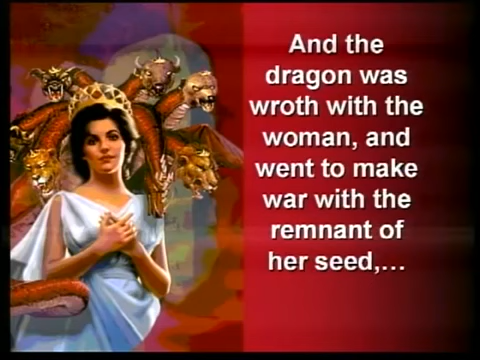 And the
dragon was
wroth with the
woman, and
went to make
war with the
remnant of
her seed,...